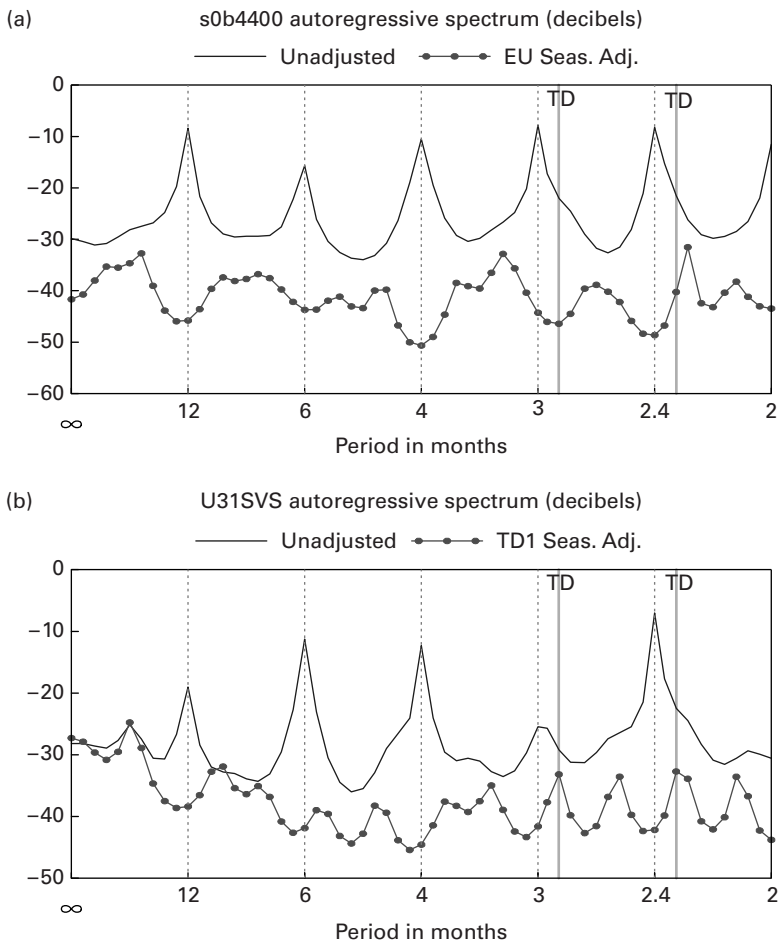 (a)
s0b4400 autoregressive spectrum (decibels)
Unadjusted EU Seas. Adj.
0
TD TD
−10
−20
−30
−40
−50
−60
∞ 12 6 4 3 2.4 2
Period in months
(b)
U31SVS autoregressive spectrum (decibels)
Unadjusted TD1 Seas. Adj.
0
TD TD
−10
−20
−30
−40
−50
∞ 12 6 4 3 2.4 2
Period in months